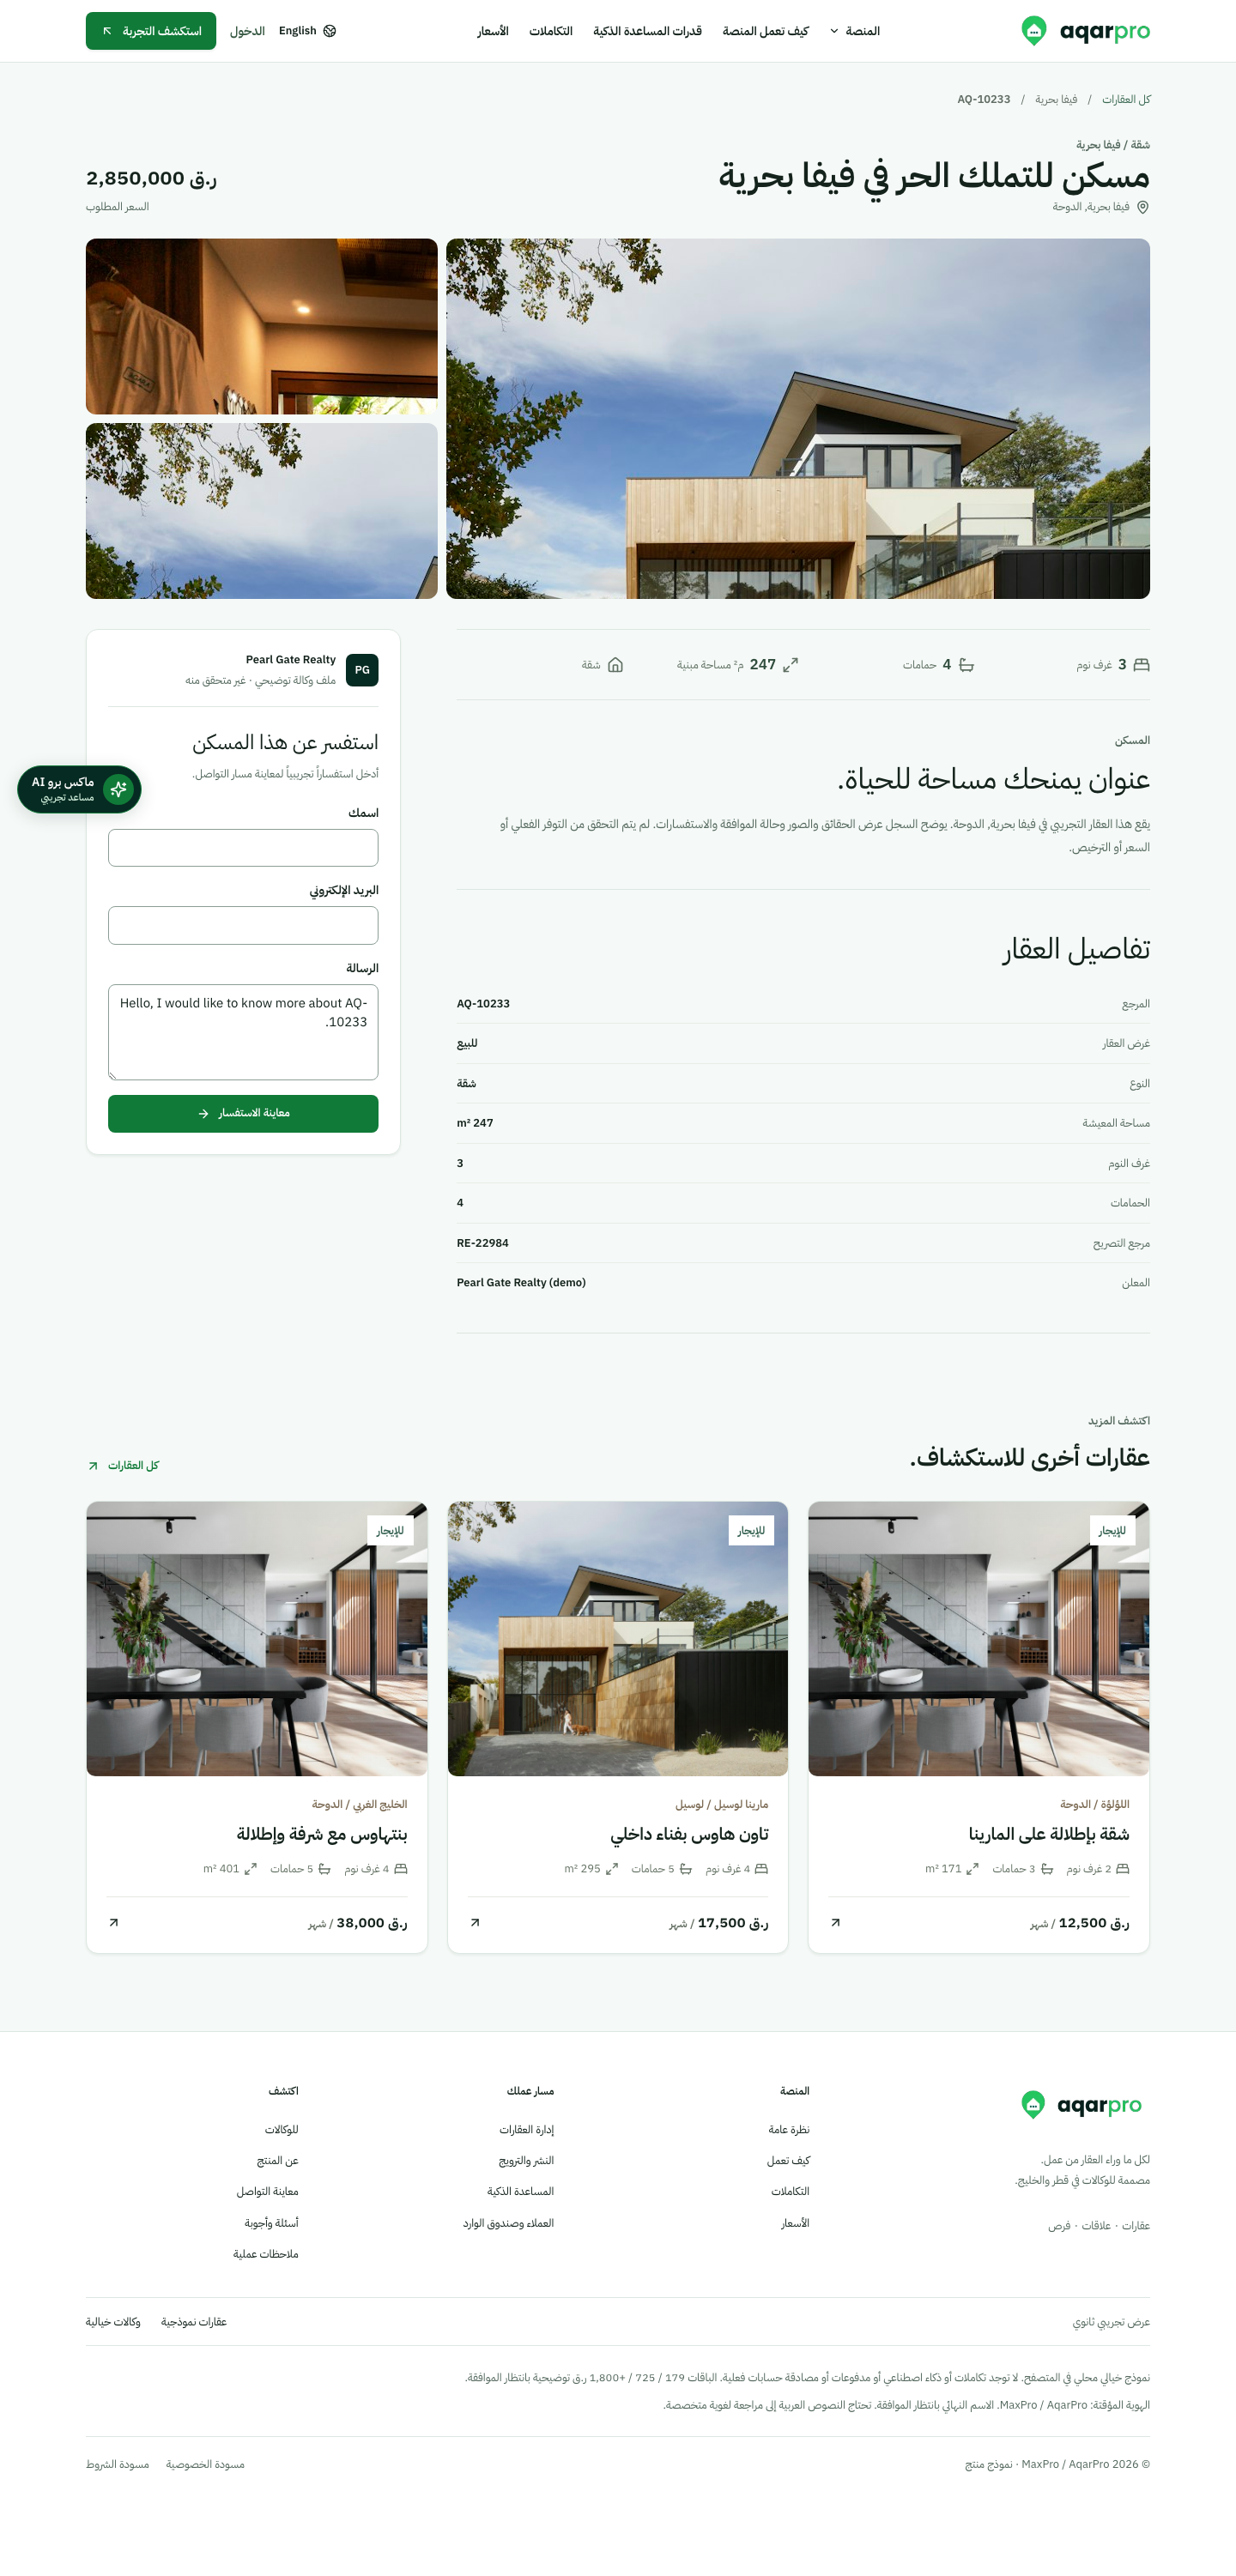 aqarpro
المنصة
كيف تعمل المنصة
قدرات المساعدة الذكية
التكاملات
الأسعار
English
الدخول
استكشف التجربة
كل العقارات / فيفا بحرية / AQ-10233
شقة / فيفا بحرية
مسكن للتملك الحر في فيفا بحرية
فيفا بحرية, الدوحة
ر.ق 2,850,000
السعر المطلوب
3 غرف نوم
4 حمامات
247 م² مساحة مبنية
شقة
المسكن
عنوان يمنحك مساحة للحياة.
يقع هذا العقار التجريبي في فيفا بحرية, الدوحة. يوضح السجل عرض الحقائق والصور وحالة الموافقة والاستفسارات. لم يتم التحقق من التوفر الفعلي أو
السعر أو الترخيص.
تفاصيل العقار
المرجع AQ-10233
غرض العقار للبيع
النوع شقة
مساحة المعيشة 247 m²
غرف النوم 3
الحمامات 4
مرجع التصريح RE-22984
المعلن Pearl Gate Realty (demo)
PG
Pearl Gate Realty
ملف وكالة توضيحي · غير متحقق منه
استفسر عن هذا المسكن
أدخل استفساراً تجريبياً لمعاينة مسار التواصل.
اسمك
البريد الإلكتروني
الرسالة
Hello, I would like to know more about AQ-
10233.
معاينة الاستفسار
ماكس برو AI
مساعد تجريبي
اكتشف المزيد
عقارات أخرى للاستكشاف.
كل العقارات
للإيجار
اللؤلؤة / الدوحة
شقة بإطلالة على المارينا
2 غرف نوم 3 حمامات 171 m²
ر.ق 12,500 / شهر
للإيجار
مارينا لوسيل / لوسيل
تاون هاوس بفناء داخلي
4 غرف نوم 5 حمامات 295 m²
ر.ق 17,500 / شهر
للإيجار
الخليج الغربي / الدوحة
بنتهاوس مع شرفة وإطلالة
4 غرف نوم 5 حمامات 401 m²
ر.ق 38,000 / شهر
aqarpro
لكل ما وراء العقار من عمل.
مصممة للوكالات في قطر والخليج.
عقارات · علاقات · فرص
المنصة
نظرة عامة
كيف تعمل
التكاملات
الأسعار
مسار عملك
إدارة العقارات
النشر والترويج
المساعدة الذكية
العملاء وصندوق الوارد
اكتشف
للوكالات
عن المنتج
معاينة التواصل
أسئلة وأجوبة
ملاحظات عملية
عرض تجريبي ثانوي
عقارات نموذجية
وكالات خيالية
نموذج خيالي محلي في المتصفح. لا توجد تكاملات أو ذكاء اصطناعي أو مدفوعات أو مصادقة حسابات فعلية. الباقات 179 / 725 / +1,800 ر.ق توضيحية بانتظار الموافقة.
الهوية المؤقتة: MaxPro / AqarPro. الاسم النهائي بانتظار الموافقة. تحتاج النصوص العربية إلى مراجعة لغوية متخصصة.
© 2026 MaxPro / AqarPro · نموذج منتج
مسودة الخصوصية
مسودة الشروط